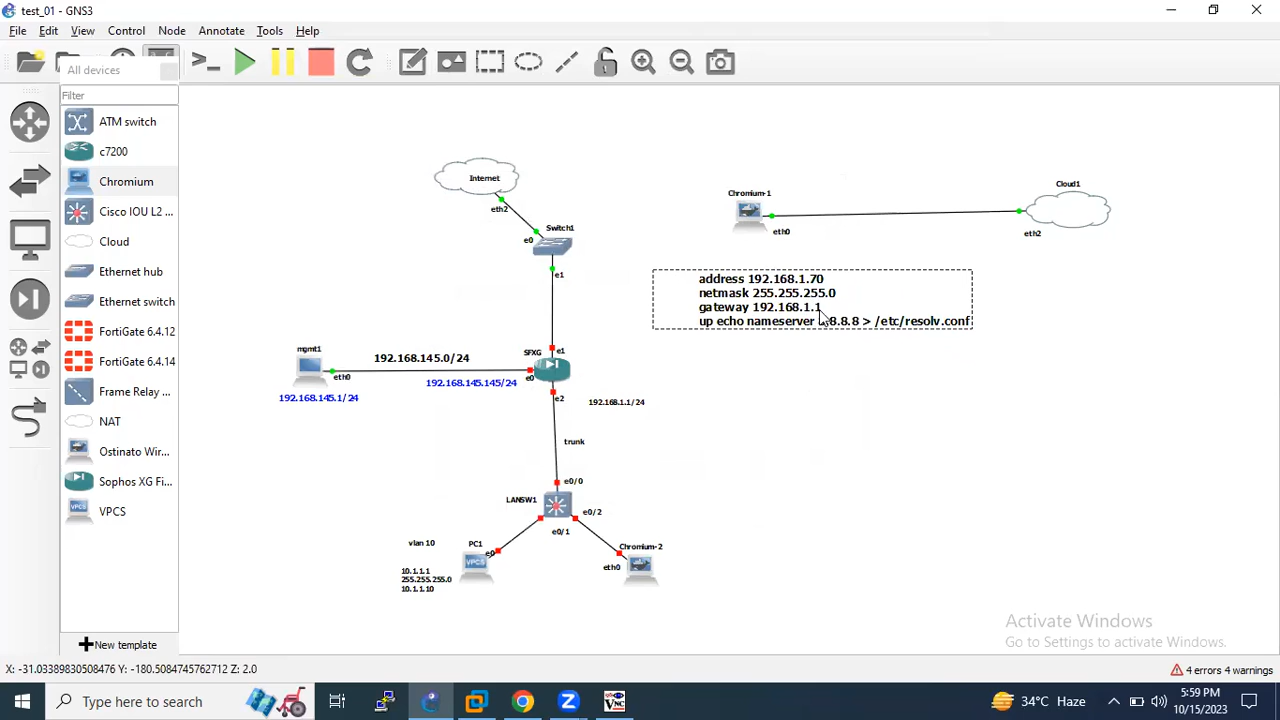 test_01 - GNS3
File Edit View Control Node Annotate Tools Help
All devices
Filter
ATM switch
c7200
Chromium
Cisco IOU L2 ...
Cloud
Ethernet hub
Ethernet switch
FortiGate 6.4.12
FortiGate 6.4.14
Frame Relay ...
NAT
Ostinato Wir...
Sophos XG Fir...
VPCS
New template
Internet
eth2
Switch1
e0
e1
Chromium-1
eth0
Cloud1
eth2
address 192.168.1.70
netmask 255.255.255.0
gateway 192.168.1.1
up echo nameserver 8.8.8 > /etc/resolv.conf
mgmt1
eth0
192.168.145.0/24
192.168.145.1/24
192.168.145.145/24
SFXG
e1
e0
e2
192.168.1.1/24
trunk
e0/0
LANSW1
e0/2
e0/1
vlan 10
PC1
e0
VPCS
10.1.1.1
255.255.255.0
10.1.1.10
Chromium-2
eth0
Activate Windows
Go to Settings to activate Windows.
X: -31.03389830508476 Y: -180.5084745762712 Z: 2.0
4 errors 4 warnings
Type here to search
34°C Haze
5:59 PM
10/15/2023